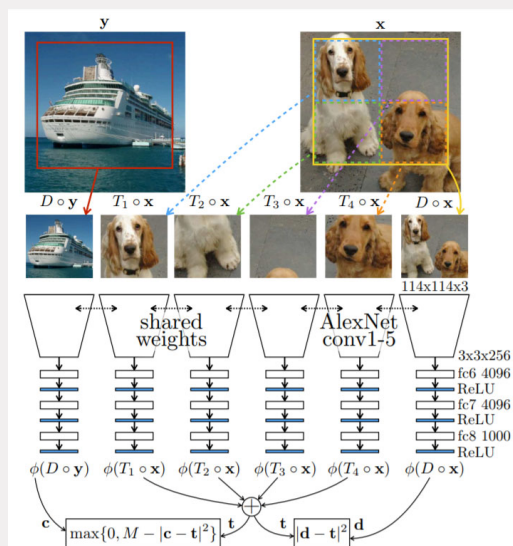 y x
D ∘ y T₁ ∘ x T₂ ∘ x T₃ ∘ x T₄ ∘ x D ∘ x
114x114x3
shared AlexNet
weights conv1-5
3x3x256
fc6 4096
ReLU
fc7 4096
ReLU
fc8 1000
ReLU
ϕ(D ∘ y) ϕ(T₁ ∘ x) ϕ(T₂ ∘ x) ϕ(T₃ ∘ x) ϕ(T₄ ∘ x) ϕ(D ∘ x)
c t t d
max{0, M − |c − t|²} |d − t|²